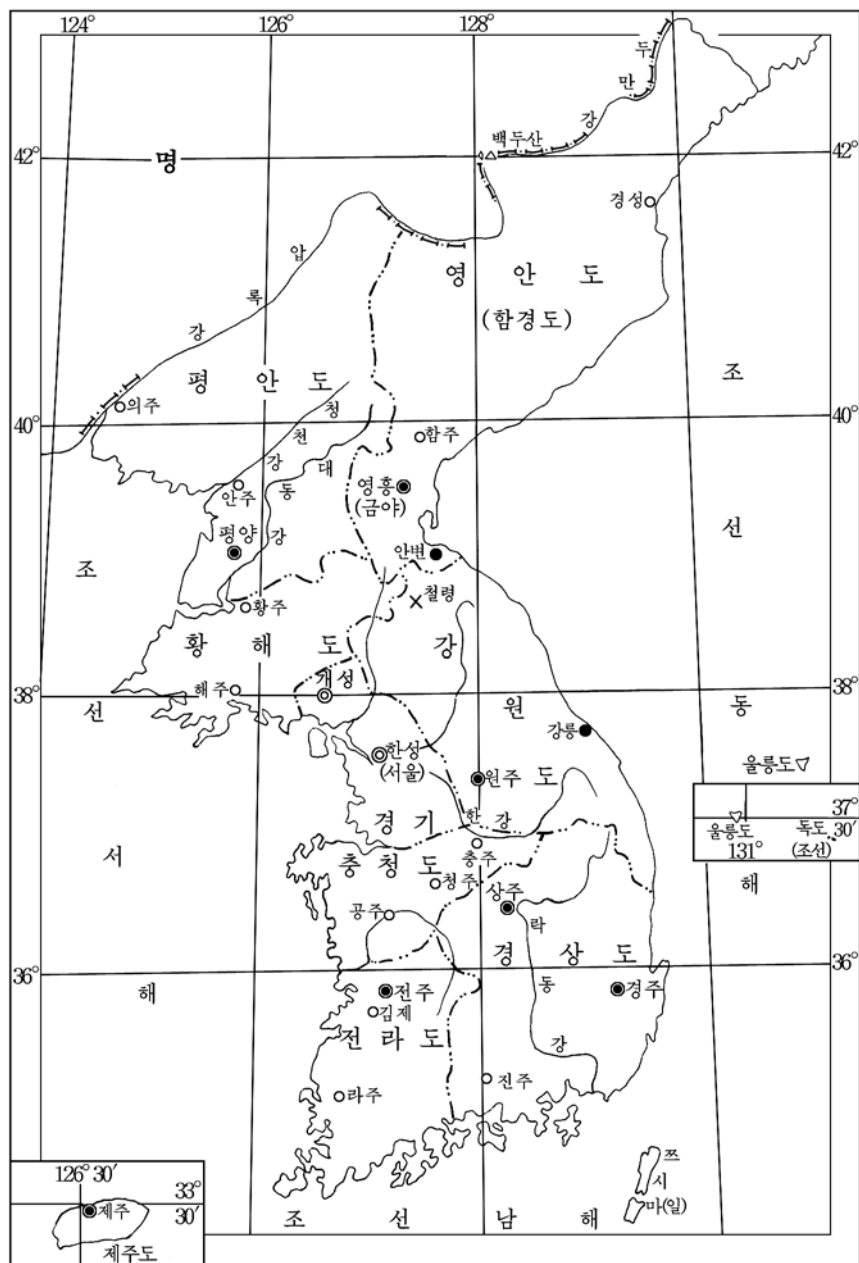 124°
126°
128°
두
만
강
백두산
42°
42°
명
경성
압
록
강
영 안 도
(함경도)
평 안 도
의주
조
40°
40°
청
천
강
함주
대
동
강
안주
영흥
(금야)
평양
안변
선
조
철령
황주
황 해 도
강
개성
38°
38°
해주
선
원
동
강릉
한성
(서울)
울릉도
원주
도
37°
30′
울릉도
독도
131°
(조선)
경 기
한
강
충주
서
충 청 도
청주
해
상주
공주
락
경 상 도
36°
36°
해
동
전주
경주
김제
전 라 도
강
라주
진주
쯔
시
마(일)
126° 30′
33°
30′
제주
제주도
조 선 남 해